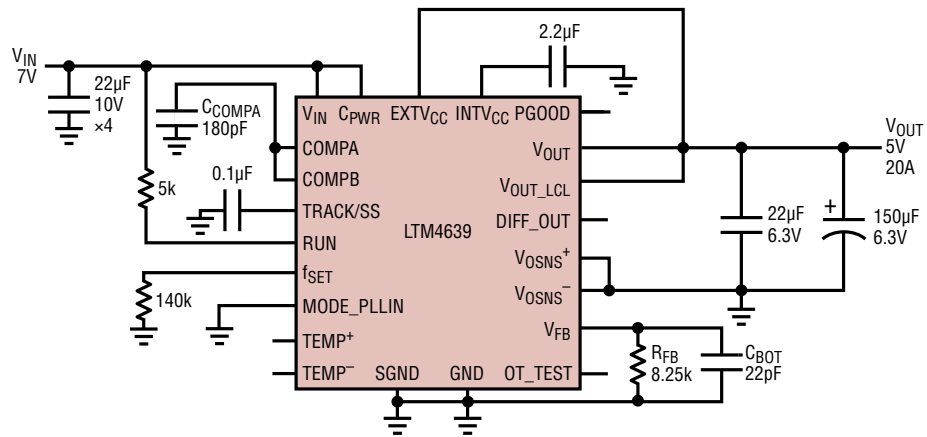 VIN
7V
22µF
10V
×4
CCOMPA
180pF
0.1µF
5k
140k
2.2µF
VIN CPWR EXTVCC INTVCC PGOOD
COMPA
COMPB
TRACK/SS
RUN
fSET
MODE_PLLIN
TEMP+
TEMP–
SGND GND OT_TEST
LTM4639
VOUT
VOUT_LCL
DIFF_OUT
VOSNS+
VOSNS–
VFB
VOUT
5V
20A
22µF
6.3V
+
150µF
6.3V
RFB
8.25k
CBOT
22pF